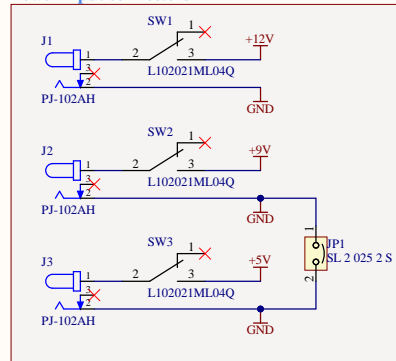 SW1
J1
1
+12V
1
2
3
3
2
L102021ML04Q
PJ-102AH
GND
SW2
J2
1
+9V
1
2
3
3
2
L102021ML04Q
PJ-102AH
GND
1
JP1
SL 2 025 2 S
2
SW3
J3
1
+5V
1
2
3
3
2
L102021ML04Q
PJ-102AH
GND